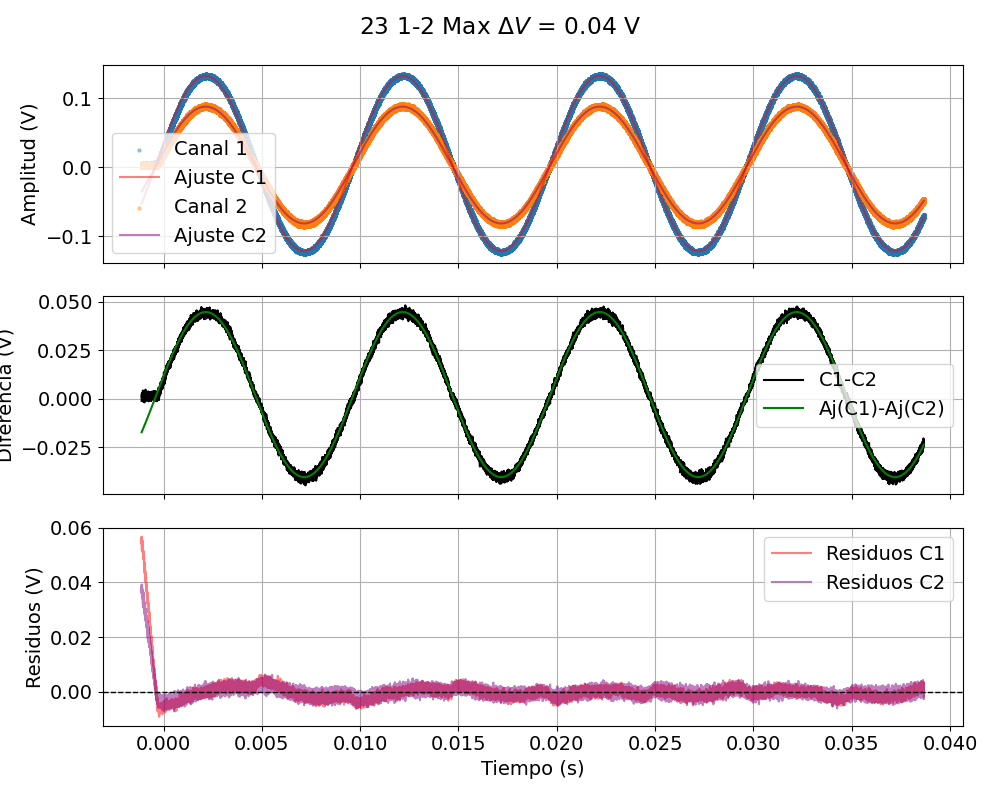 23 1-2 Max ΔV = 0.04 V
Amplitud (V)
0.1
0.0
−0.1
Canal 1
Ajuste C1
Canal 2
Ajuste C2
Diferencia (V)
0.050
0.025
0.000
−0.025
C1-C2
Aj(C1)-Aj(C2)
Residuos (V)
0.06
0.04
0.02
0.00
Residuos C1
Residuos C2
0.000 0.005 0.010 0.015 0.020 0.025 0.030 0.035 0.040
Tiempo (s)